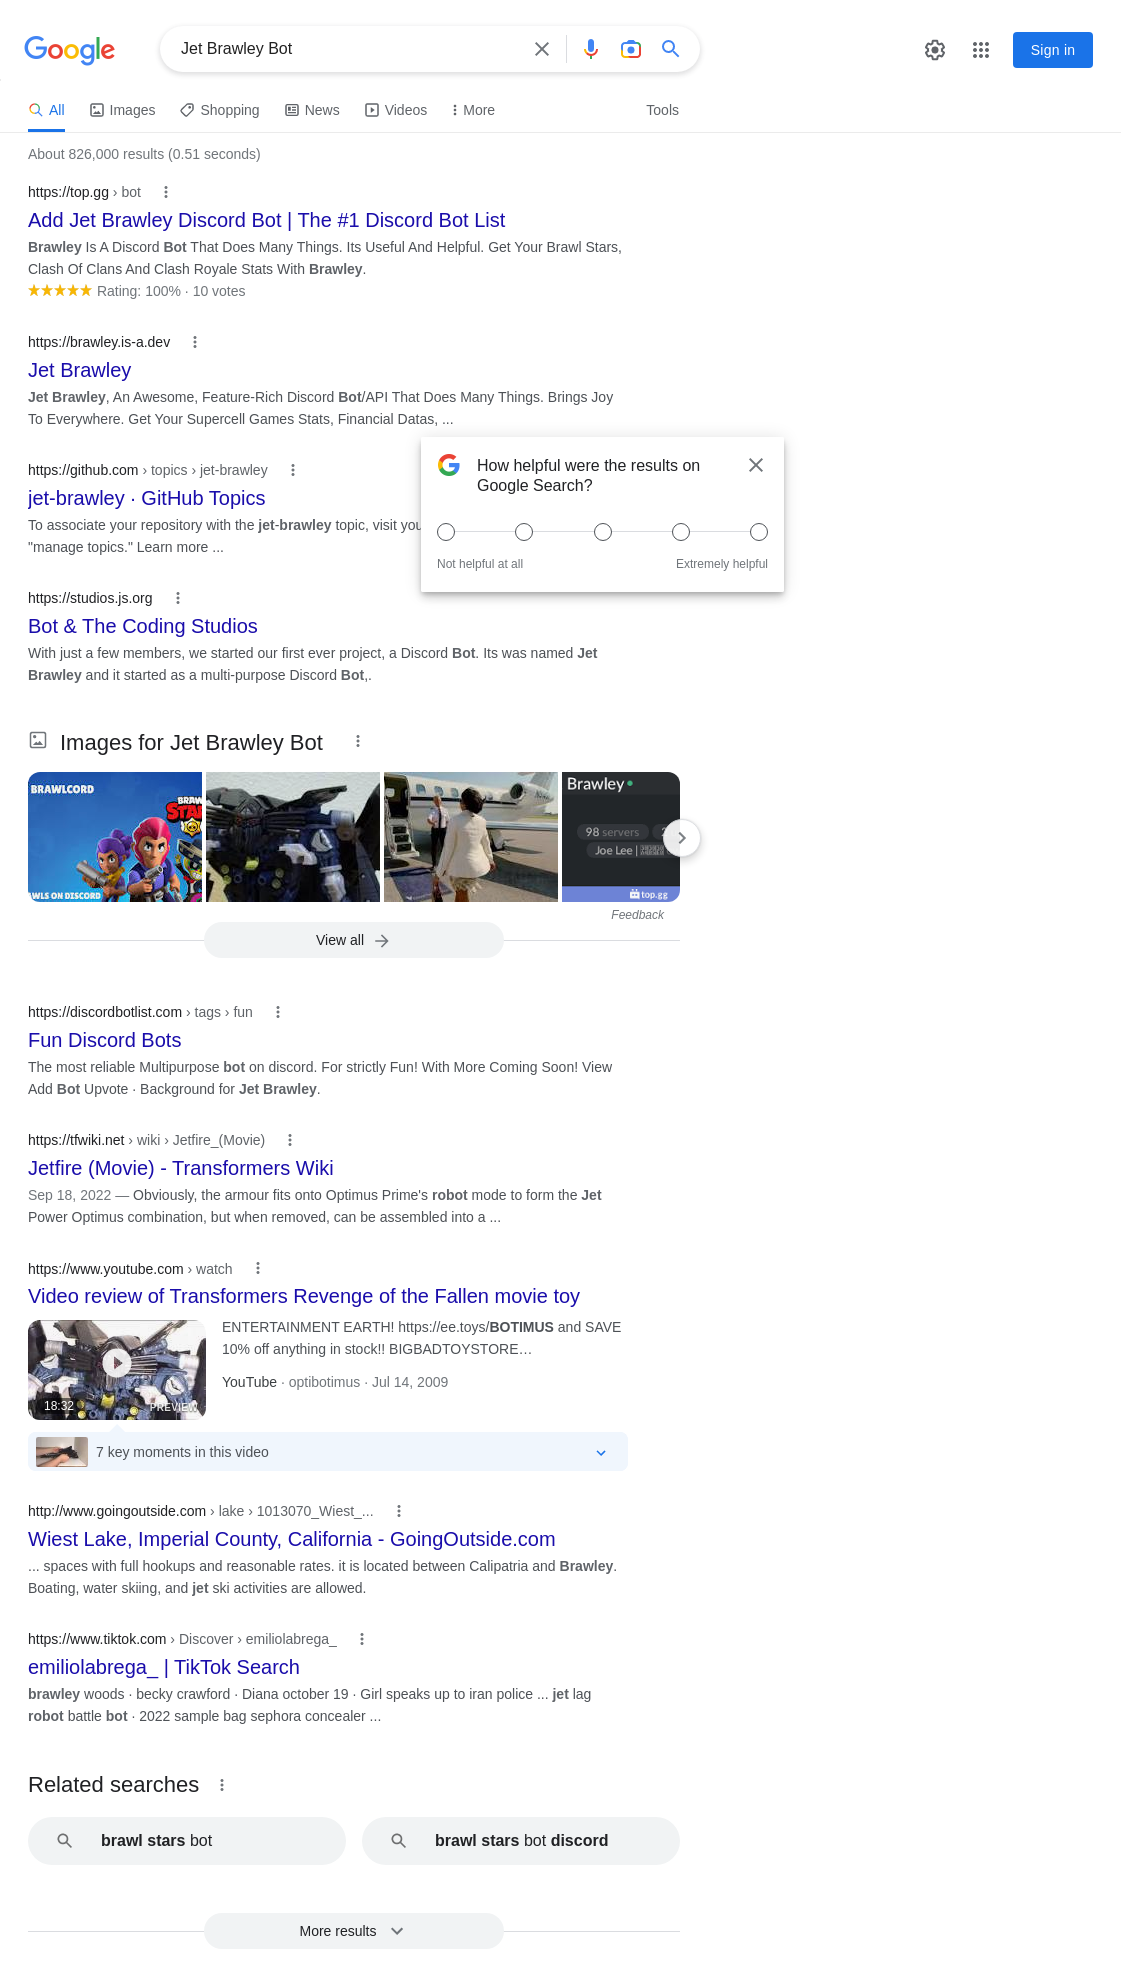 Google
Jet Brawley Bot
Sign in
All
Images
Shopping
News
Videos
More
Tools
About 826,000 results (0.51 seconds)
https://top.gg › bot
Add Jet Brawley Discord Bot | The #1 Discord Bot List
Brawley Is A Discord Bot That Does Many Things. Its Useful And Helpful. Get Your Brawl Stars,
Clash Of Clans And Clash Royale Stats With Brawley.
Rating: 100% · 10 votes
https://brawley.is-a.dev
Jet Brawley
Jet Brawley, An Awesome, Feature-Rich Discord Bot/API That Does Many Things. Brings Joy
To Everywhere. Get Your Supercell Games Stats, Financial Datas, ...
https://github.com › topics › jet-brawley
jet-brawley · GitHub Topics
To associate your repository with the jet-brawley topic, visit you
"manage topics." Learn more ...
How helpful were the results on
Google Search?
Not helpful at all
Extremely helpful
https://studios.js.org
Bot & The Coding Studios
With just a few members, we started our first ever project, a Discord Bot. Its was named Jet
Brawley and it started as a multi-purpose Discord Bot,.
Images for Jet Brawley Bot
BRAWLCORD
BRAW
STA
AWLS ON DISCORD
Brawley
98 servers
Joe Lee |
top.gg
Feedback
View all
https://discordbotlist.com › tags › fun
Fun Discord Bots
The most reliable Multipurpose bot on discord. For strictly Fun! With More Coming Soon! View
Add Bot Upvote · Background for Jet Brawley.
https://tfwiki.net › wiki › Jetfire_(Movie)
Jetfire (Movie) - Transformers Wiki
Sep 18, 2022 — Obviously, the armour fits onto Optimus Prime's robot mode to form the Jet
Power Optimus combination, but when removed, can be assembled into a ...
https://www.youtube.com › watch
Video review of Transformers Revenge of the Fallen movie toy
ENTERTAINMENT EARTH! https://ee.toys/BOTIMUS and SAVE
10% off anything in stock!! BIGBADTOYSTORE…
YouTube · optibotimus · Jul 14, 2009
18:32
PREVIEW
7 key moments in this video
http://www.goingoutside.com › lake › 1013070_Wiest_...
Wiest Lake, Imperial County, California - GoingOutside.com
... spaces with full hookups and reasonable rates. it is located between Calipatria and Brawley.
Boating, water skiing, and jet ski activities are allowed.
https://www.tiktok.com › Discover › emiliolabrega_
emiliolabrega_ | TikTok Search
brawley woods · becky crawford · Diana october 19 · Girl speaks up to iran police ... jet lag
robot battle bot · 2022 sample bag sephora concealer ...
Related searches
brawl stars bot
brawl stars bot discord
More results